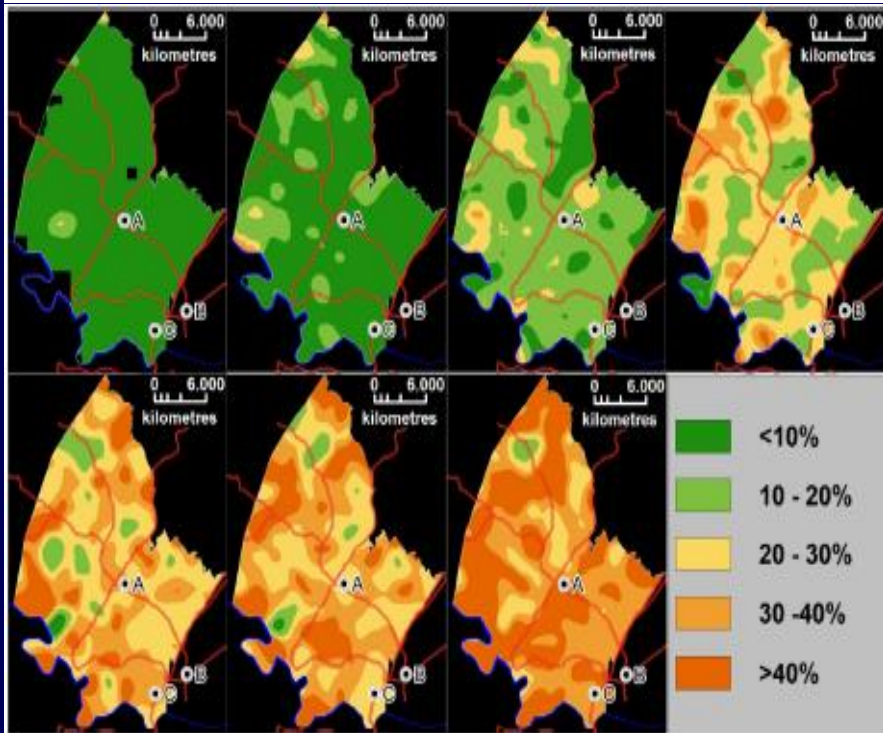 0 6.000
kilometres
A
B
C
0 6.000
kilometres
A
B
C
0 6.000
kilometres
A
B
C
0 6.000
kilometres
A
B
C
0 6.000
kilometres
A
B
C
0 6.000
kilometres
A
B
C
0 6.000
kilometres
A
B
C
<10%
10 - 20%
20 - 30%
30 -40%
>40%